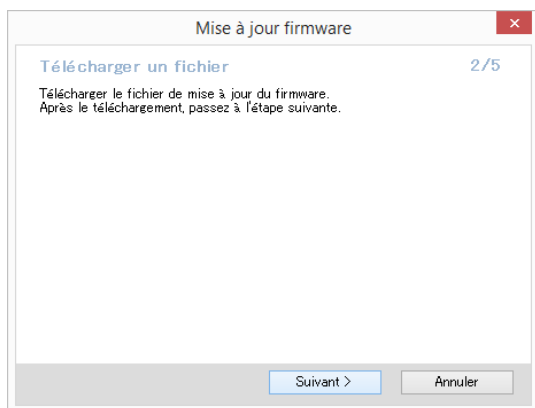 Mise à jour firmware
Télécharger un fichier 2/5
Télécharger le fichier de mise à jour du firmware.
Après le téléchargement, passez à l'étape suivante.
Suivant > Annuler